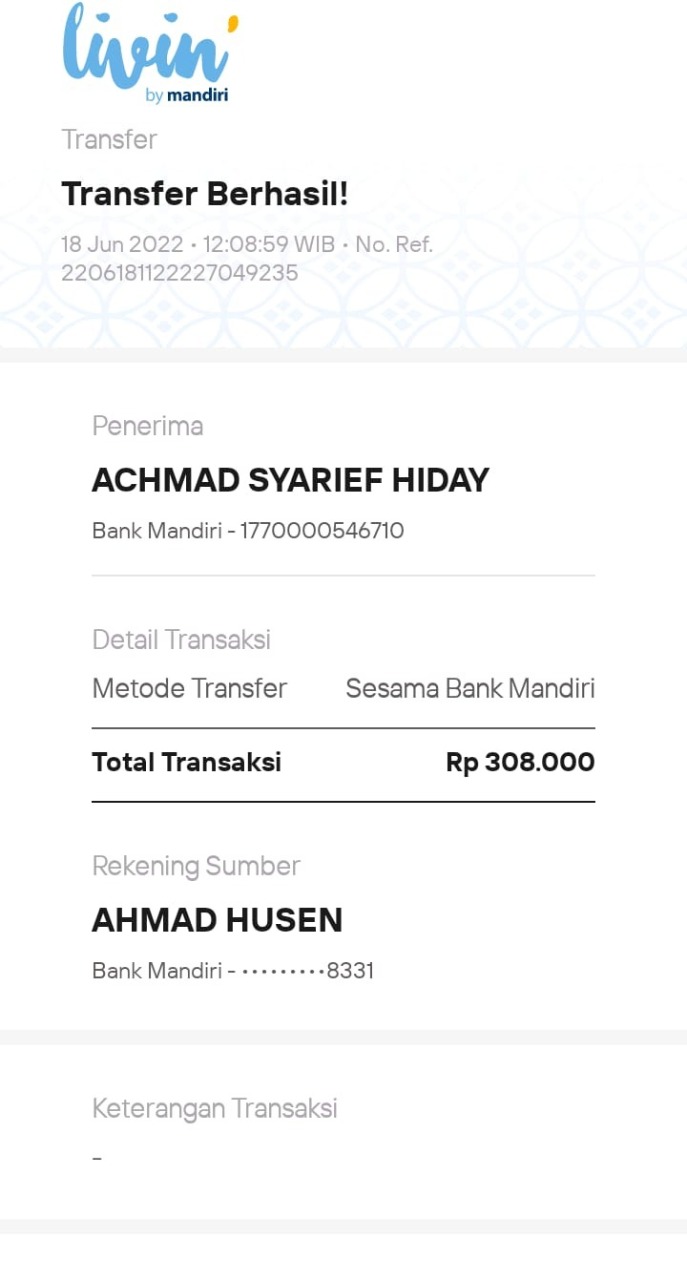 livin'
by mandiri
Transfer
Transfer Berhasil!
18 Jun 2022 • 12:08:59 WIB • No. Ref.
2206181122227049235
Penerima
ACHMAD SYARIEF HIDAY
Bank Mandiri - 1770000546710
Detail Transaksi
Metode Transfer Sesama Bank Mandiri
Total Transaksi Rp 308.000
Rekening Sumber
AHMAD HUSEN
Bank Mandiri - •••••••••8331
Keterangan Transaksi
-